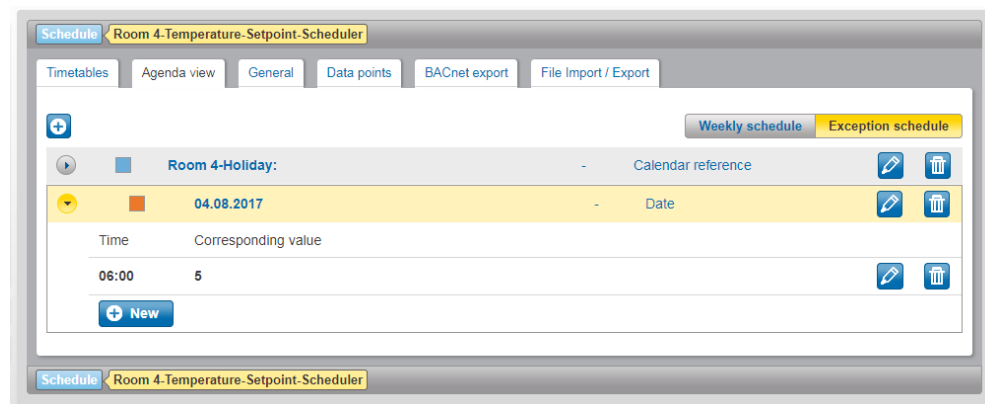 Schedule Room 4-Temperature-Setpoint-Scheduler
Timetables Agenda view General Data points BACnet export File Import / Export
Weekly schedule Exception schedule
Room 4-Holiday: - Calendar reference
04.08.2017 - Date
Time Corresponding value
06:00 5
New
Schedule Room 4-Temperature-Setpoint-Scheduler